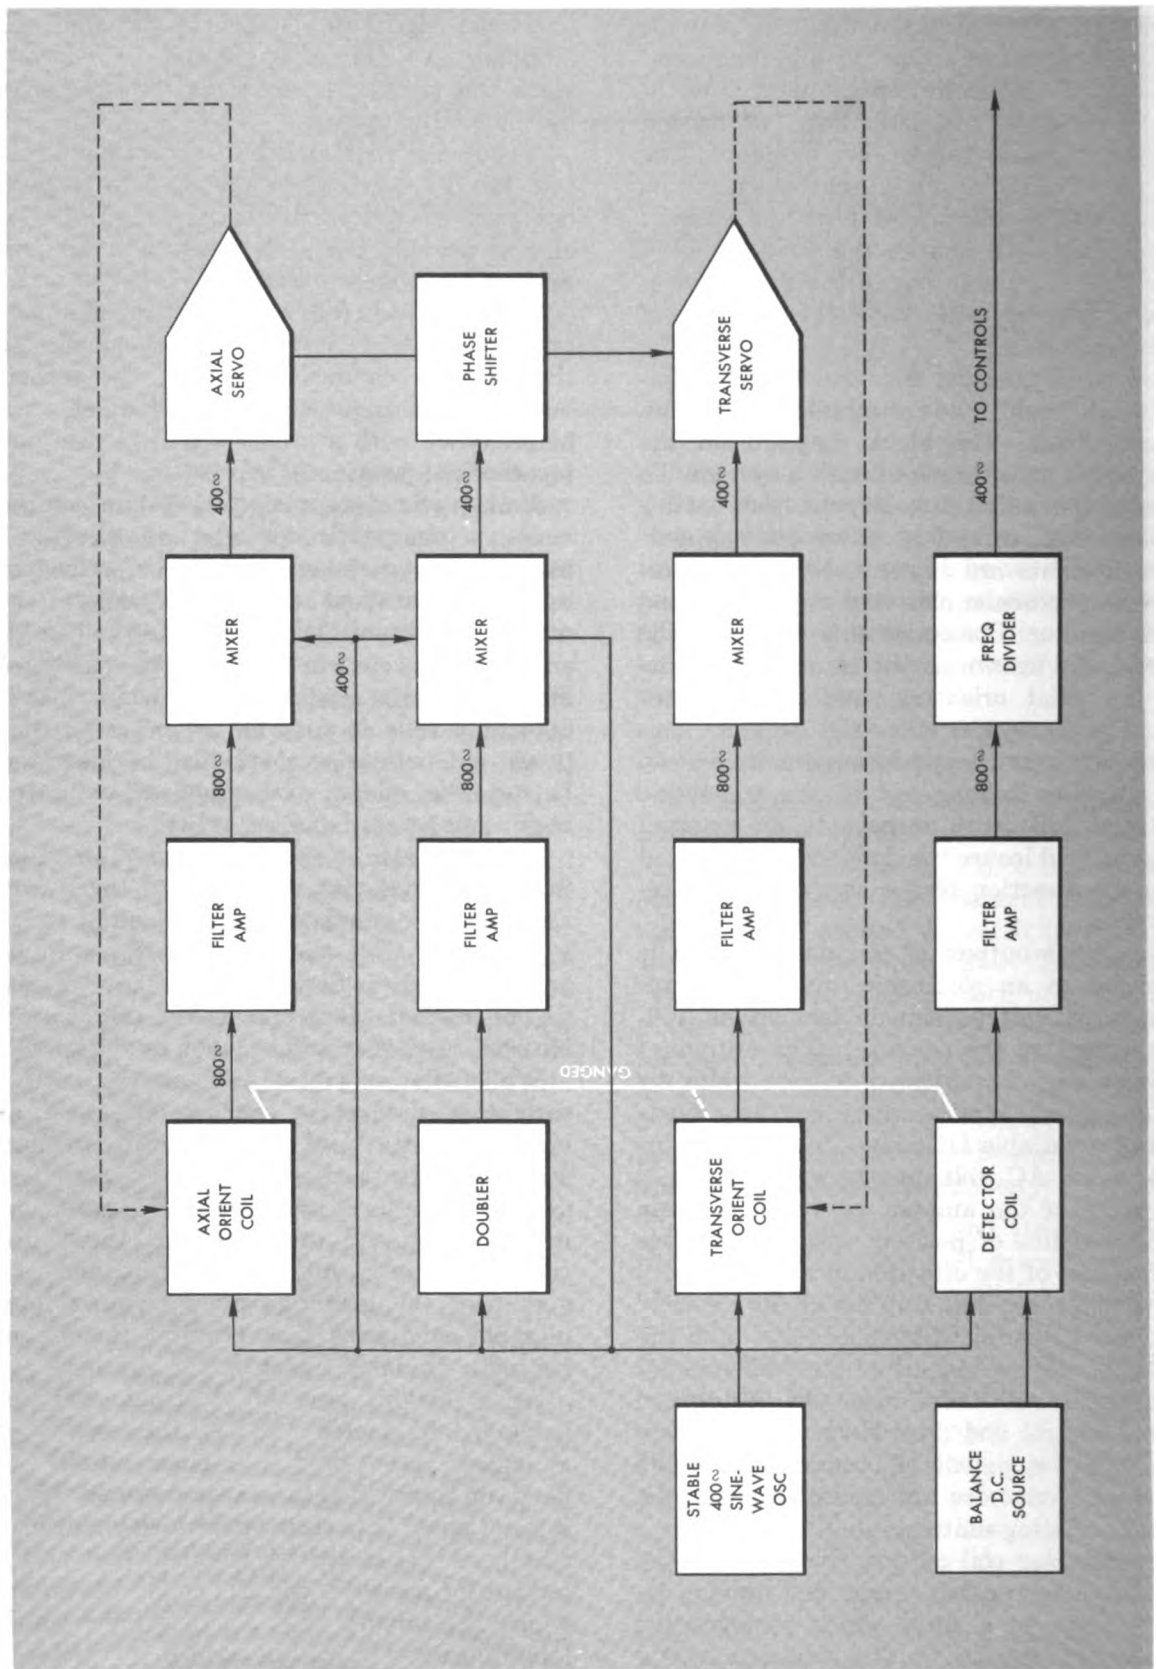 AXIAL
ORIENT
COIL
800~
FILTER
AMP
800~
MIXER
400~
AXIAL
SERVO
400~
DOUBLER
FILTER
AMP
800~
MIXER
400~
PHASE
SHIFTER
GANGED
STABLE
400~
SINE-
WAVE
OSC
TRANSVERSE
ORIENT
COIL
FILTER
AMP
800~
MIXER
400~
TRANSVERSE
SERVO
BALANCE
D.C.
SOURCE
DETECTOR
COIL
FILTER
AMP
800~
FREQ
DIVIDER
400~
TO CONTROLS